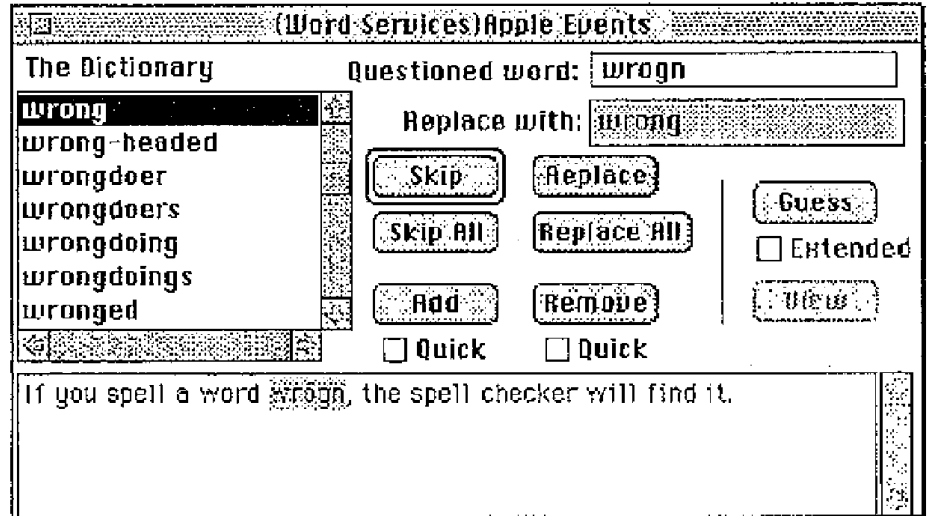 (Word Services)Apple Events
The Dictionary
Questioned word: wrogn
Replace with: wrong
wrong
wrong-headed
wrongdoer
wrongdoers
wrongdoing
wrongdoings
wronged
Skip
Replace
Guess
Skip All
Replace All
Extended
Add
Remove
View
Quick
Quick
If you spell a word wrogn, the spell checker will find it.